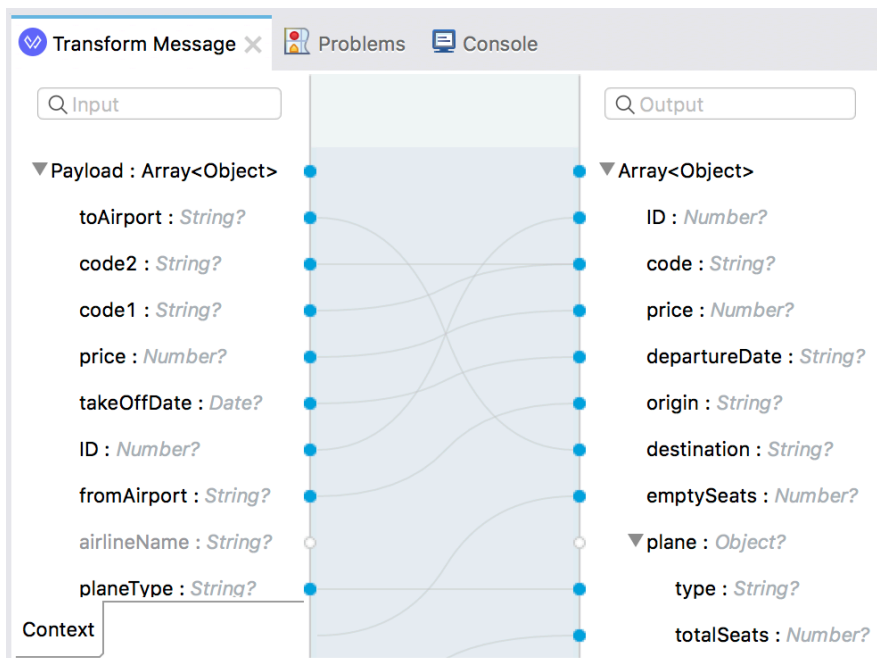 Transform Message Problems Console
Input
Output
Payload : Array<Object>
Array<Object>
toAirport : String?
ID : Number?
code2 : String?
code : String?
code1 : String?
price : Number?
price : Number?
departureDate : String?
takeOffDate : Date?
origin : String?
ID : Number?
destination : String?
fromAirport : String?
emptySeats : Number?
airlineName : String?
plane : Object?
planeType : String?
type : String?
Context
totalSeats : Number?